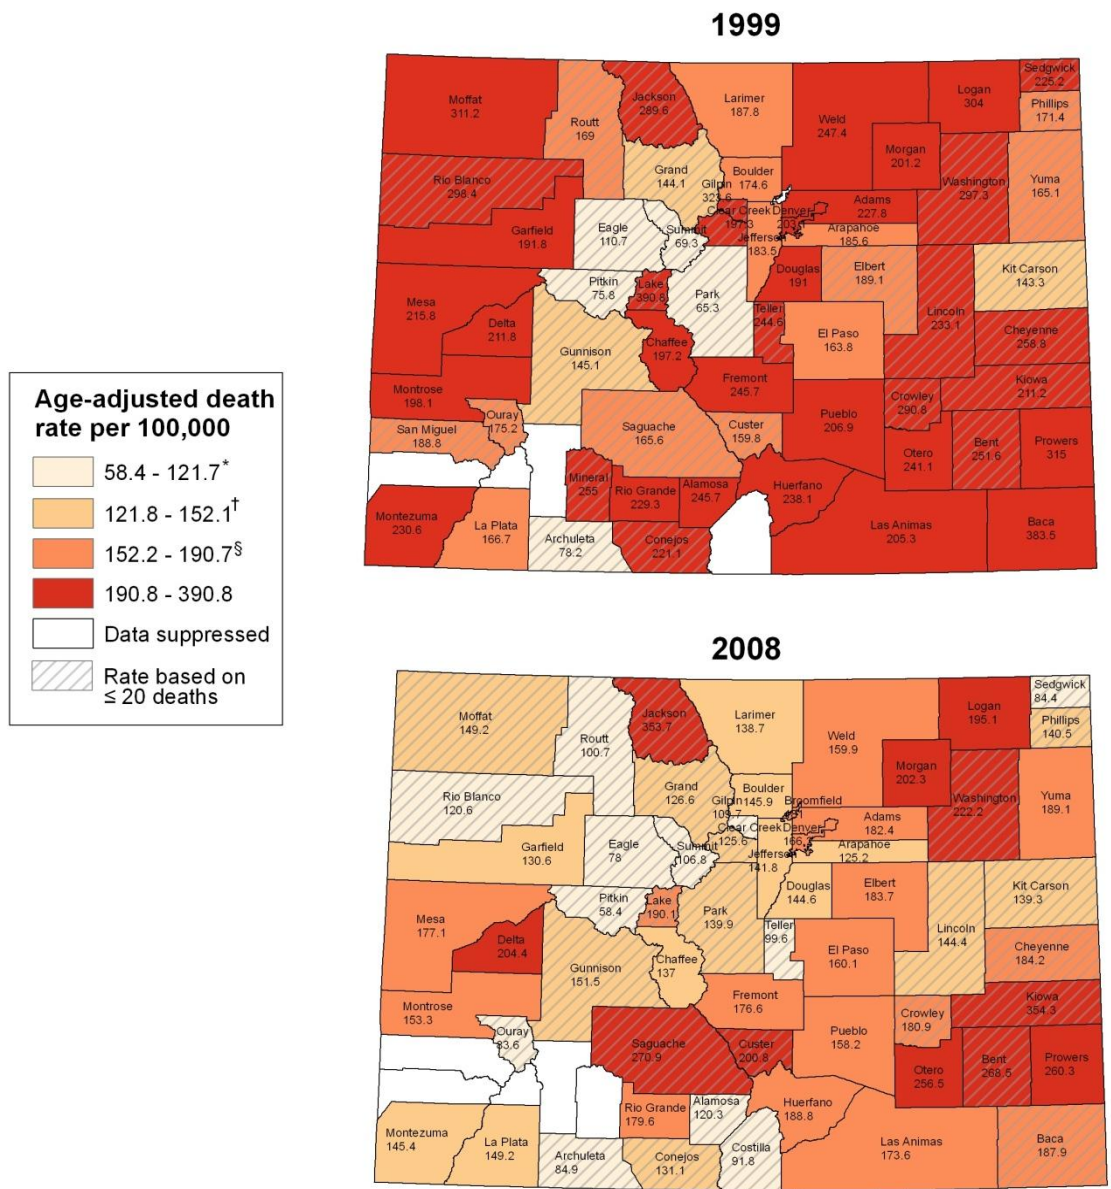 1999
Moffat
311.2
Routt
169
Jackson
289.6
Larimer
187.8
Weld
247.4
Logan
304
Sedgwick
225.2
Phillips
171.4
Morgan
201.2
Washington
297.3
Yuma
165.1
Rio Blanco
298.4
Grand
144.1
Boulder
174.6
Gilpin
323.6
Clear Creek
197.3
Denver
Adams
227.8
Arapahoe
185.6
Garfield
191.8
Eagle
110.7
Summit
69.3
Jefferson
183.5
Douglas
191
Elbert
189.1
Kit Carson
143.3
Pitkin
75.8
Lake
390.8
Park
65.3
Teller
244.6
Lincoln
233.1
Cheyenne
258.8
Mesa
215.8
Delta
211.8
Gunnison
145.1
Chaffee
197.2
El Paso
163.8
Kiowa
211.2
Montrose
198.1
Fremont
245.7
Pueblo
206.9
Crowley
290.8
Ouray
175.2
San Miguel
188.8
Saguache
165.6
Custer
159.8
Otero
241.1
Bent
251.6
Prowers
315
Mineral
255
Rio Grande
229.3
Alamosa
245.7
Huerfano
238.1
Montezuma
230.6
La Plata
166.7
Archuleta
78.2
Conejos
221.1
Las Animas
205.3
Baca
383.5
Age-adjusted death
rate per 100,000
58.4 - 121.7*
121.8 - 152.1†
152.2 - 190.7§
190.8 - 390.8
Data suppressed
Rate based on
≤ 20 deaths
2008
Moffat
149.2
Routt
100.7
Jackson
353.7
Larimer
138.7
Weld
159.9
Logan
195.1
Sedgwick
84.4
Phillips
140.5
Morgan
202.3
Washington
222.2
Yuma
189.1
Rio Blanco
120.6
Grand
126.6
Boulder
145.9
Gilpin
109.7
Broomfield
Clear Creek
125.6
Denver
Adams
182.4
Arapahoe
125.2
Garfield
130.6
Eagle
78
Summit
106.8
Jefferson
141.8
Douglas
144.6
Elbert
183.7
Kit Carson
139.3
Pitkin
58.4
Lake
190.1
Park
139.9
Teller
99.6
Lincoln
144.4
Cheyenne
184.2
Mesa
177.1
Delta
204.4
Gunnison
151.5
Chaffee
137
El Paso
160.1
Kiowa
354.3
Montrose
153.3
Fremont
176.6
Pueblo
158.2
Crowley
180.9
Ouray
83.6
Saguache
270.9
Custer
200.8
Otero
256.5
Bent
268.5
Prowers
260.3
Rio Grande
179.6
Alamosa
120.3
Huerfano
188.8
Montezuma
145.4
La Plata
149.2
Archuleta
84.9
Conejos
131.1
Costilla
91.8
Las Animas
173.6
Baca
187.9